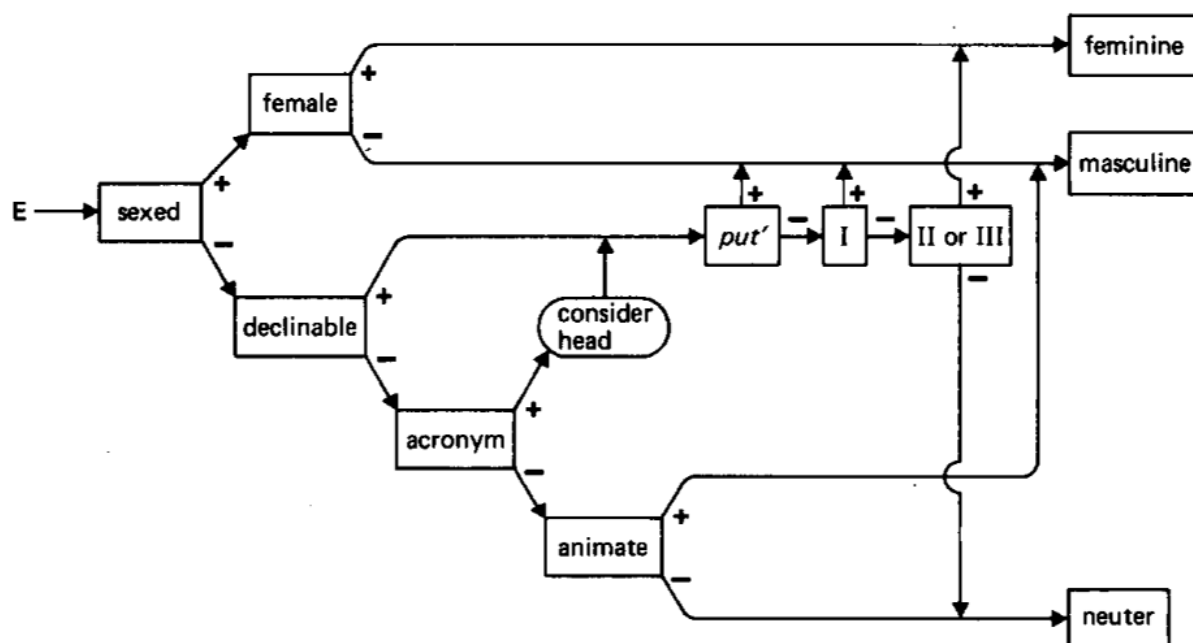 feminine
+
female
−
masculine
E
sexed
+
−
+
+
+
put′
−
I
−
II or III
−
declinable
+
−
consider
head
acronym
+
−
animate
+
−
neuter